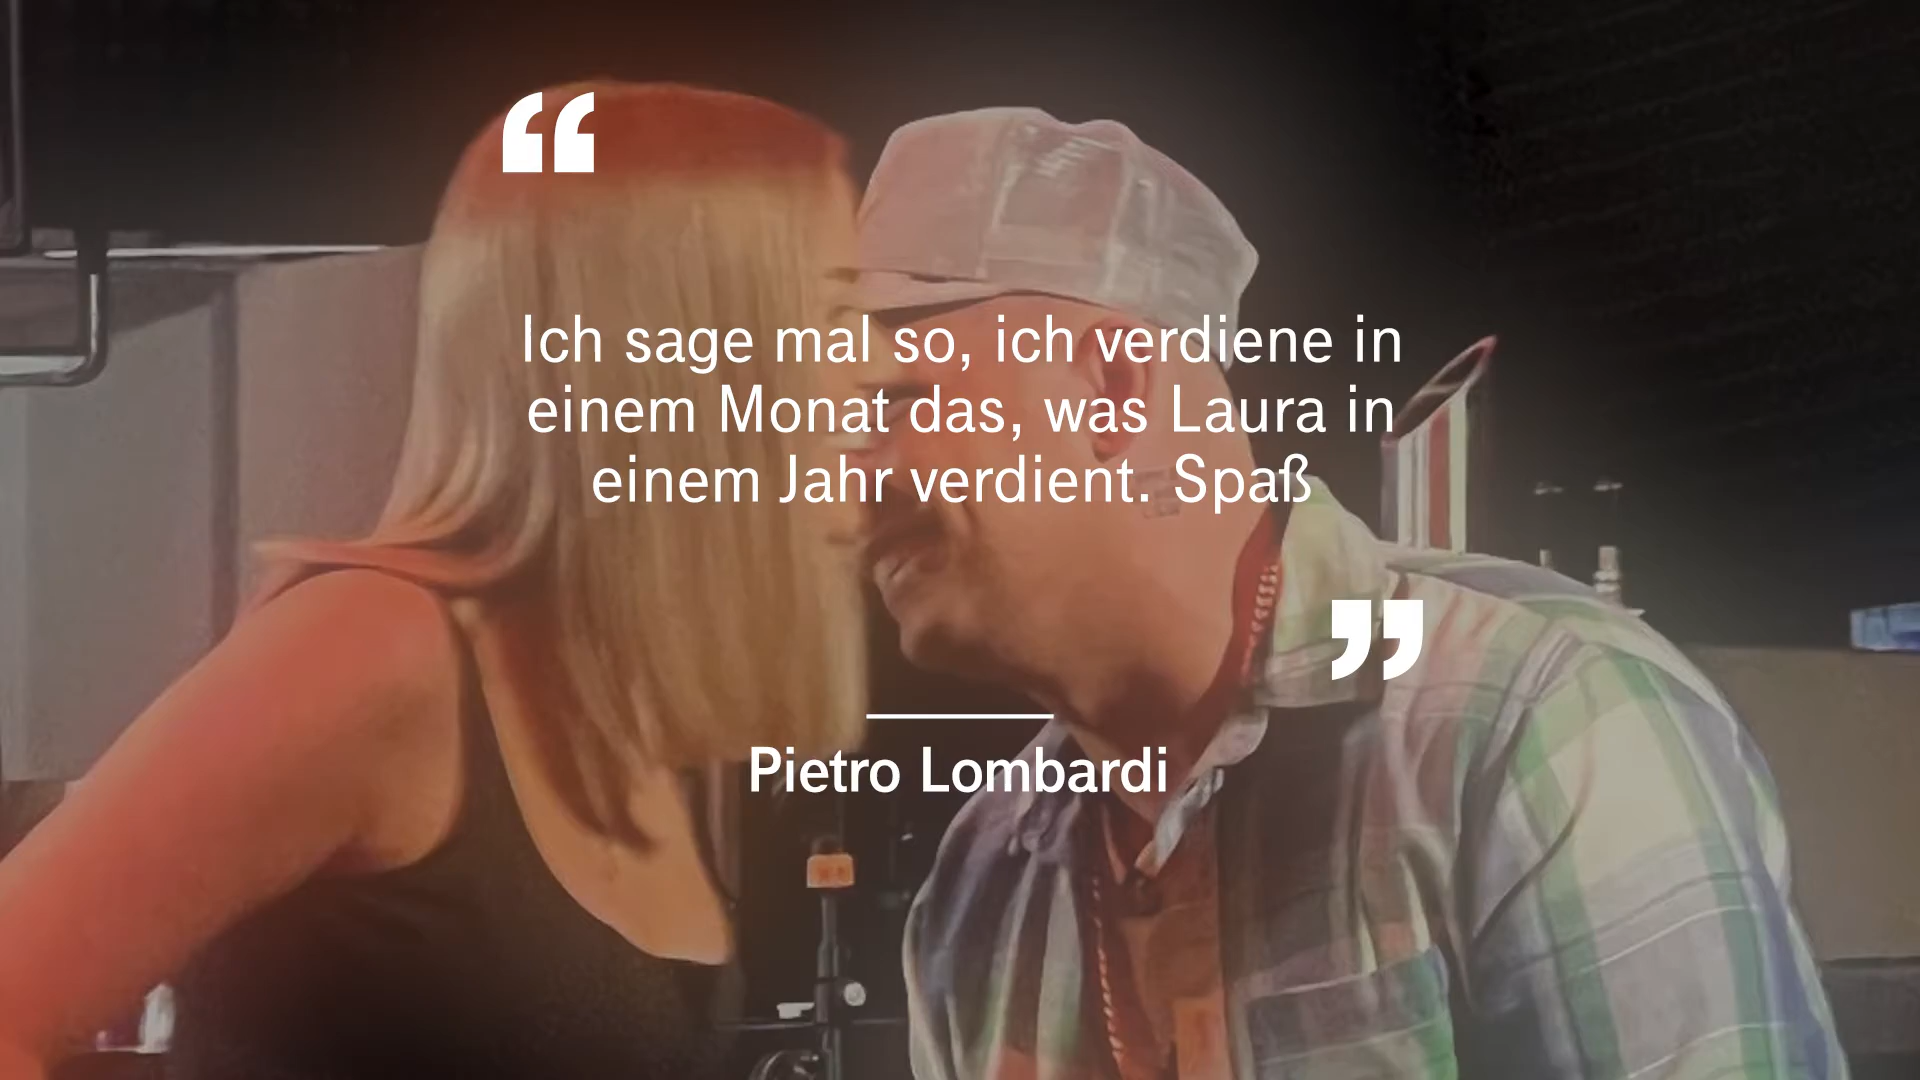 “
Ich sage mal so, ich verdiene in
einem Monat das, was Laura in
einem Jahr verdient. Spaß
”
Pietro Lombardi